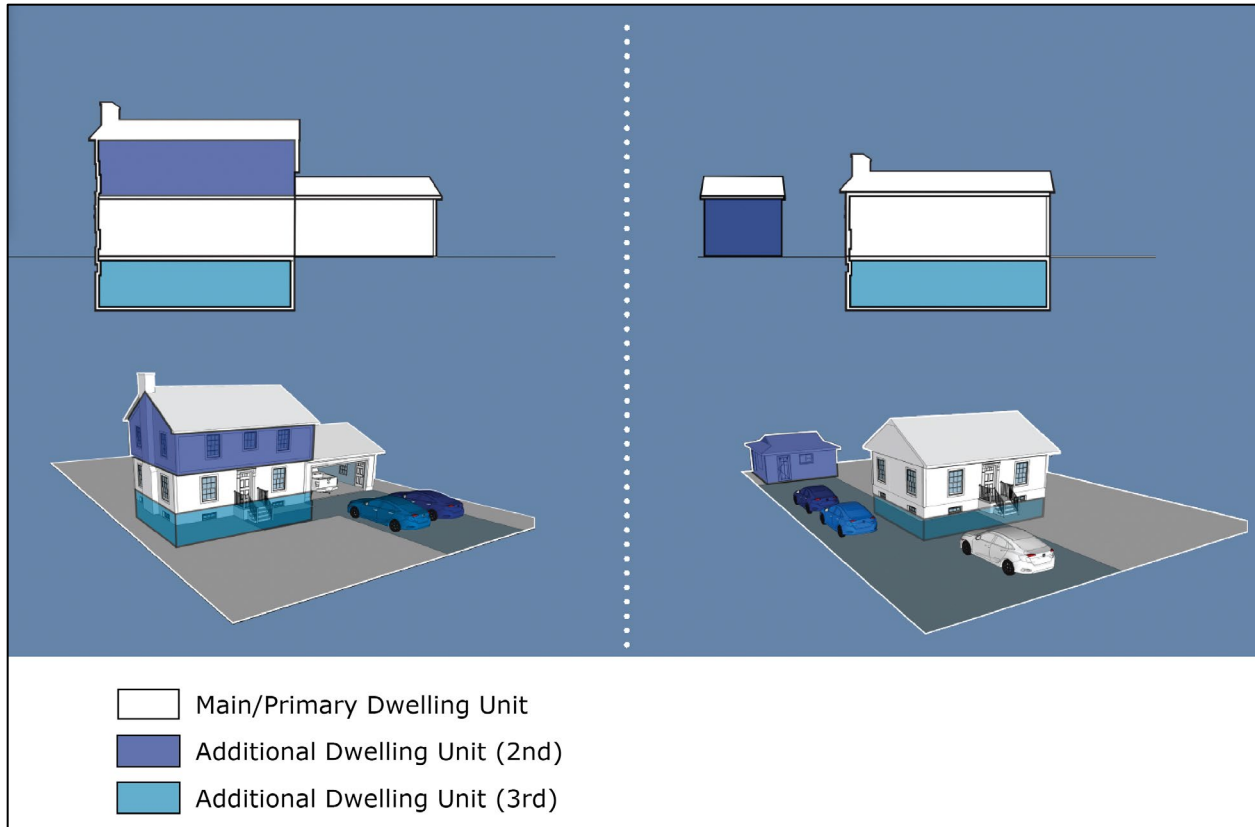 Main/Primary Dwelling Unit
Additional Dwelling Unit (2nd)
Additional Dwelling Unit (3rd)